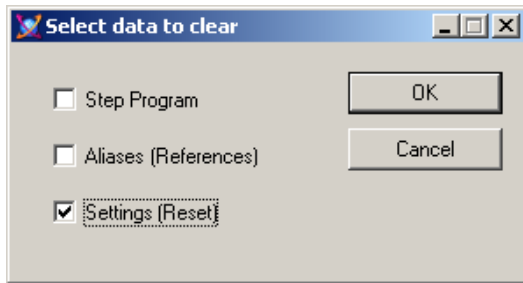 Select data to clear
Step Program
OK
Aliases (References)
Cancel
Settings (Reset)